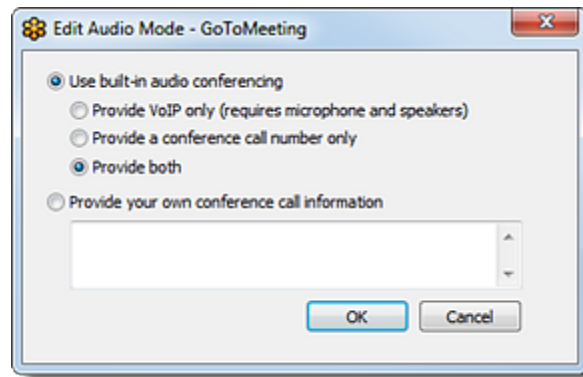 Edit Audio Mode - GoToMeeting
Use built-in audio conferencing
Provide VoIP only (requires microphone and speakers)
Provide a conference call number only
Provide both
Provide your own conference call information
OK Cancel